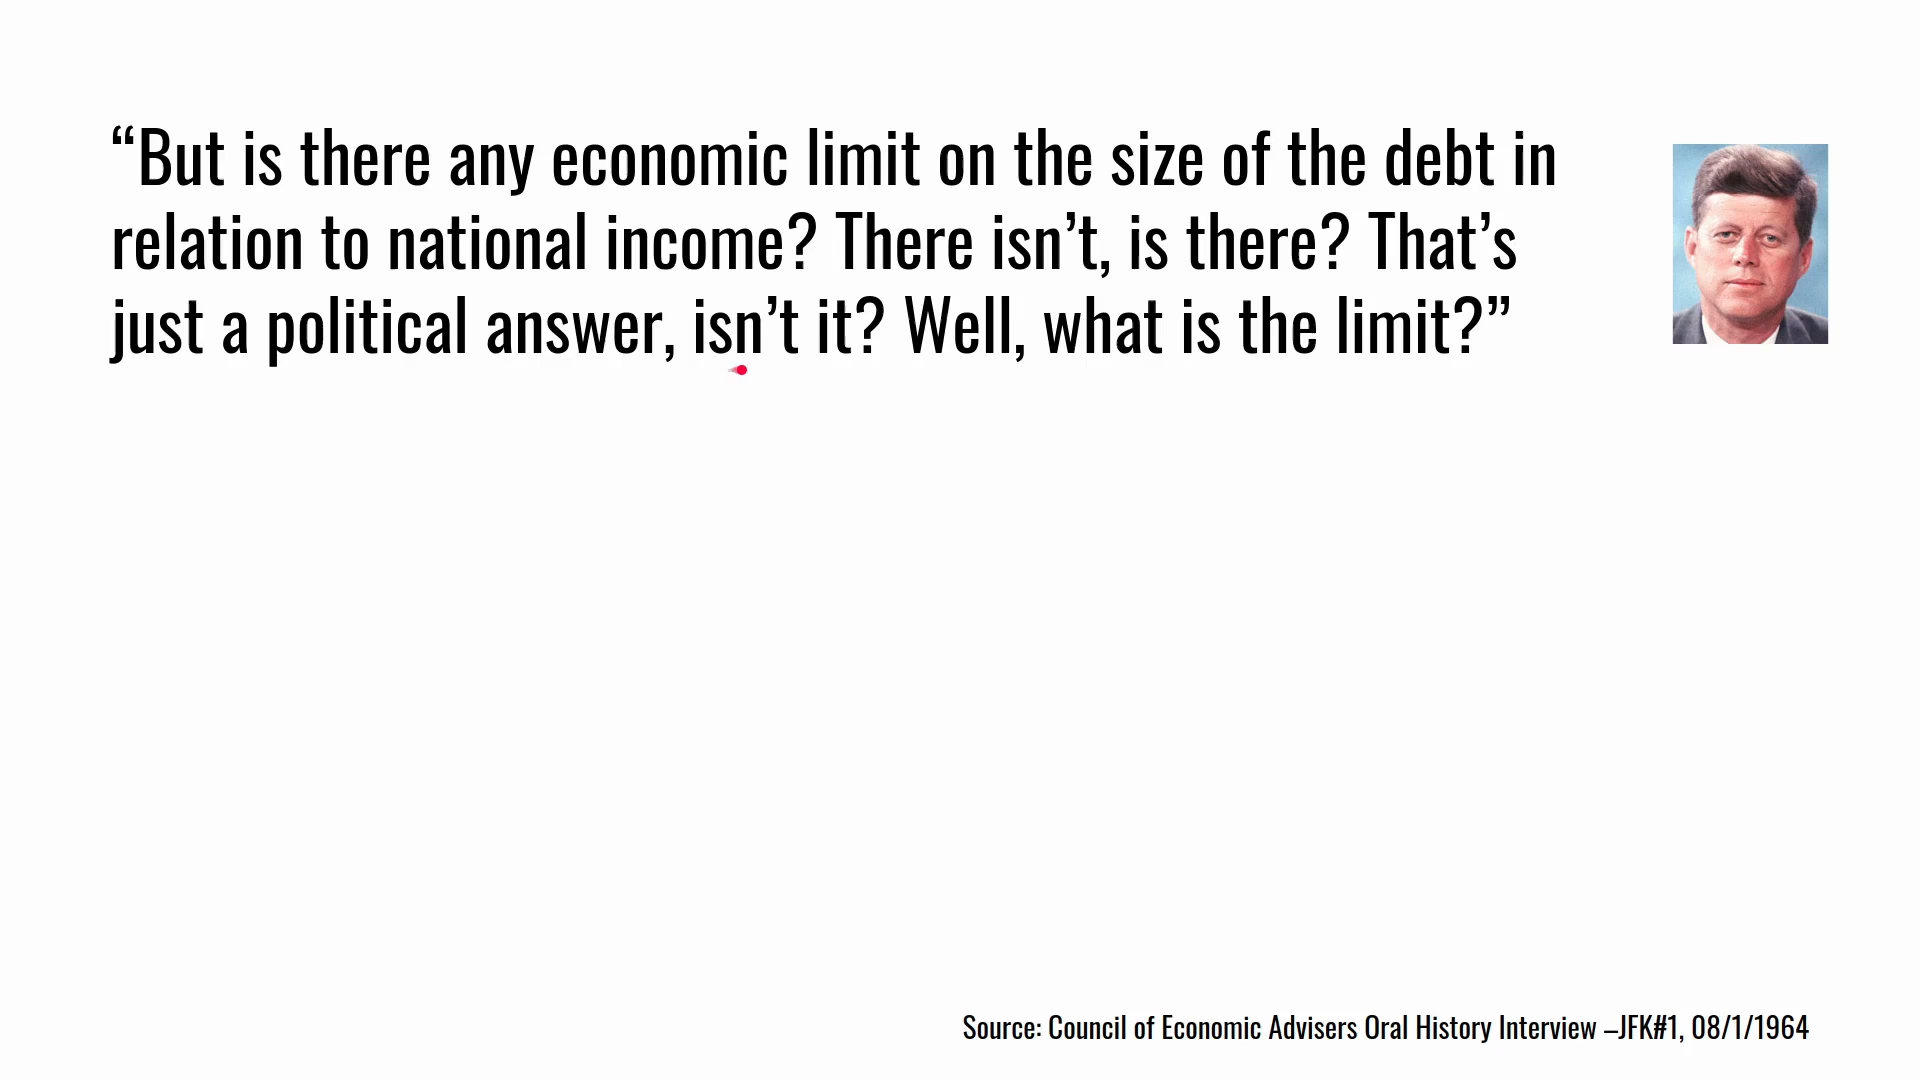 “But is there any economic limit on the size of the debt in
relation to national income? There isn’t, is there? That’s
just a political answer, isn’t it? Well, what is the limit?”
Source: Council of Economic Advisers Oral History Interview –JFK#1, 08/1/1964